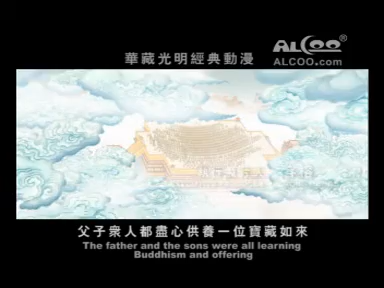 華藏光明經典動漫
ALCOO®
ALCOO.com
父子眾人都盡心供養一位寶藏如來
The father and the sons were all learning
Buddhism and offering